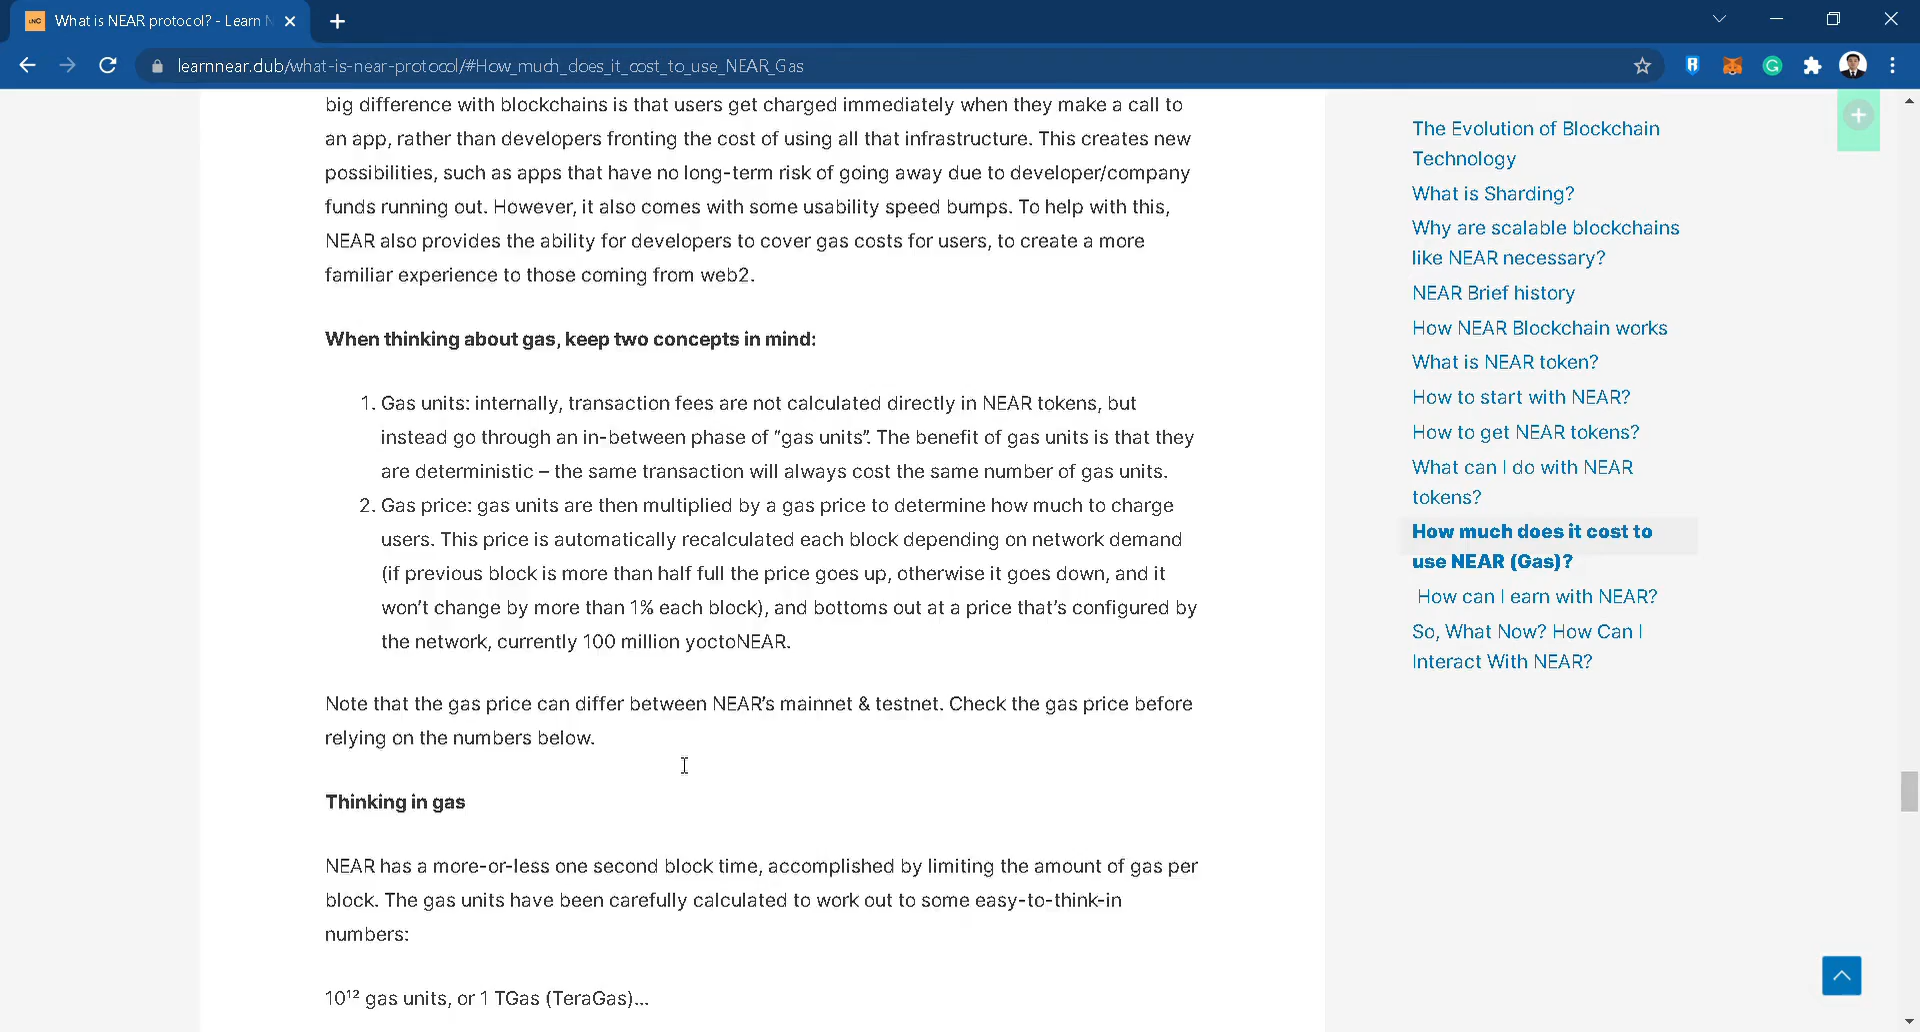 What is NEAR protocol? - Learn N
learnnear.club/what-is-near-protocol/#How_much_does_it_cost_to_use_NEAR_Gas
big difference with blockchains is that users get charged immediately when they make a call to
an app, rather than developers fronting the cost of using all that infrastructure. This creates new
possibilities, such as apps that have no long-term risk of going away due to developer/company
funds running out. However, it also comes with some usability speed bumps. To help with this,
NEAR also provides the ability for developers to cover gas costs for users, to create a more
familiar experience to those coming from web2.
When thinking about gas, keep two concepts in mind:
1. Gas units: internally, transaction fees are not calculated directly in NEAR tokens, but
instead go through an in-between phase of “gas units”. The benefit of gas units is that they
are deterministic – the same transaction will always cost the same number of gas units.
2. Gas price: gas units are then multiplied by a gas price to determine how much to charge
users. This price is automatically recalculated each block depending on network demand
(if previous block is more than half full the price goes up, otherwise it goes down, and it
won’t change by more than 1% each block), and bottoms out at a price that’s configured by
the network, currently 100 million yoctoNEAR.
Note that the gas price can differ between NEAR’s mainnet & testnet. Check the gas price before
relying on the numbers below.
Thinking in gas
NEAR has a more-or-less one second block time, accomplished by limiting the amount of gas per
block. The gas units have been carefully calculated to work out to some easy-to-think-in
numbers:
10¹² gas units, or 1 TGas (TeraGas)…
The Evolution of Blockchain
Technology
What is Sharding?
Why are scalable blockchains
like NEAR necessary?
NEAR Brief history
How NEAR Blockchain works
What is NEAR token?
How to start with NEAR?
How to get NEAR tokens?
What can I do with NEAR
tokens?
How much does it cost to
use NEAR (Gas)?
How can I earn with NEAR?
So, What Now? How Can I
Interact With NEAR?